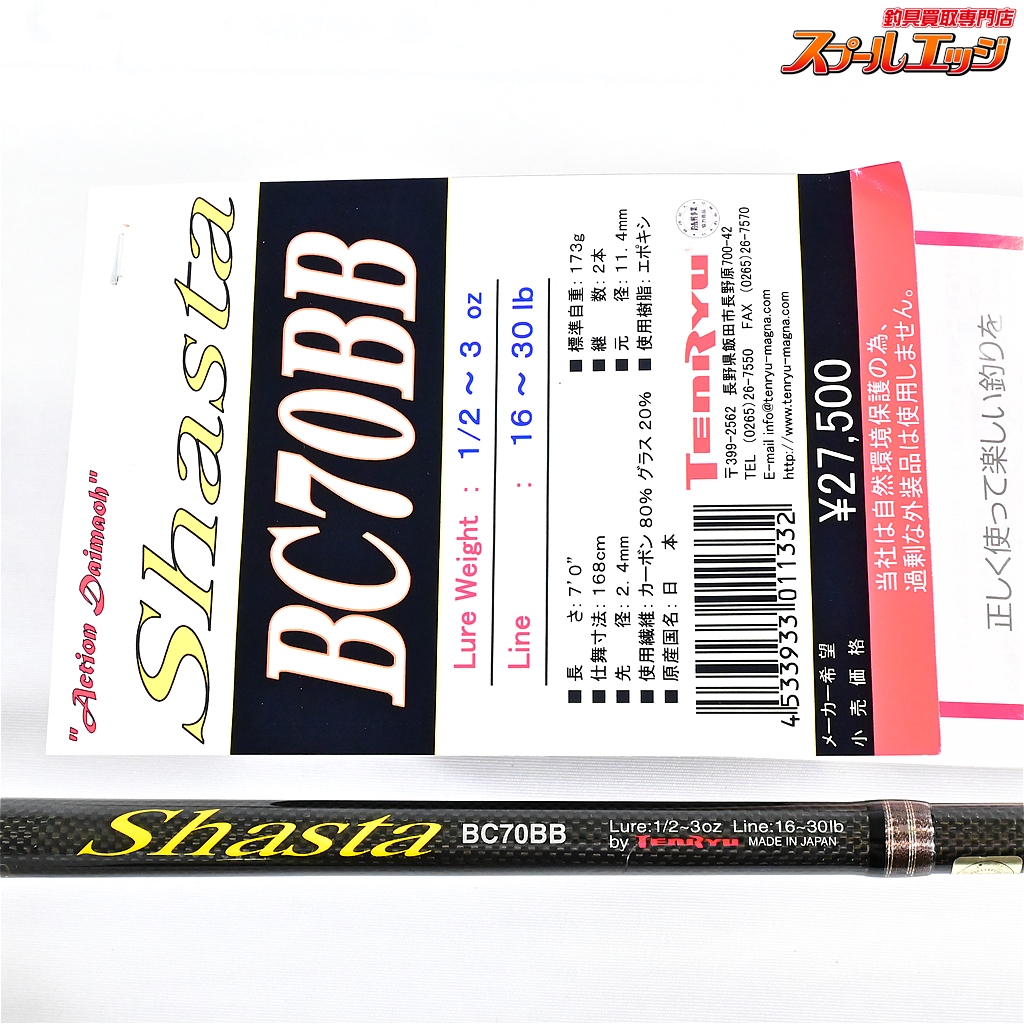 釣具買取専門店
スプールエッジ
"Action Daimaoh"
Shasta
BC70BB
Lure Weight : 1/2～3 oz
Line : 16～30 lb
■長 さ:7'0"
■仕舞寸法:168cm
■先 径:2.4mm
■使用繊維:カーボン80% グラス20%
■原産国名:日 本
■標準自重:173g
■継 数:2本
■元 径:11.4mm
■使用樹脂:エポキシ
TENRYU
〒399-2562 長野県飯田市長野原700-42
TEL (0265)26-7550 FAX (0265)26-7570
E-mail info@tenryu-magna.com
http://www.tenryu-magna.com
4533933011332
メーカー希望
小売価格
¥27,500
当社は自然環境保護の為、
過剰な外装品は使用しません。
正しく使って楽しい釣りを
Shasta BC70BB
Lure:1/2~3oz Line:16~30lb
by TENRYU MADE IN JAPAN